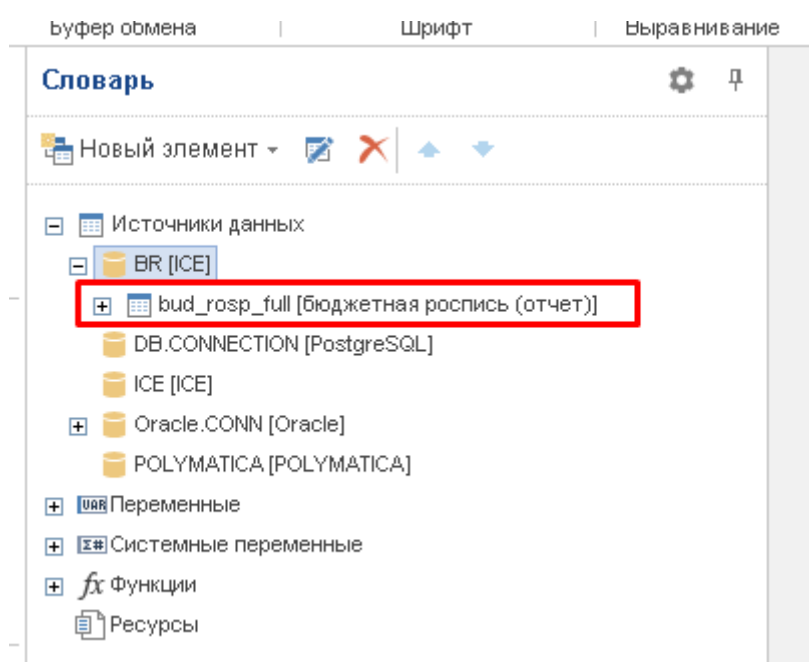 Буфер обмена Шрифт Выравнивание
Словарь
Новый элемент
Источники данных
BR [ICE]
bud_rosp_full [бюджетная роспись (отчет)]
DB.CONNECTION [PostgreSQL]
ICE [ICE]
Oracle.CONN [Oracle]
POLYMATICA [POLYMATICA]
VAR Переменные
Σ# Системные переменные
fx Функции
Ресурсы